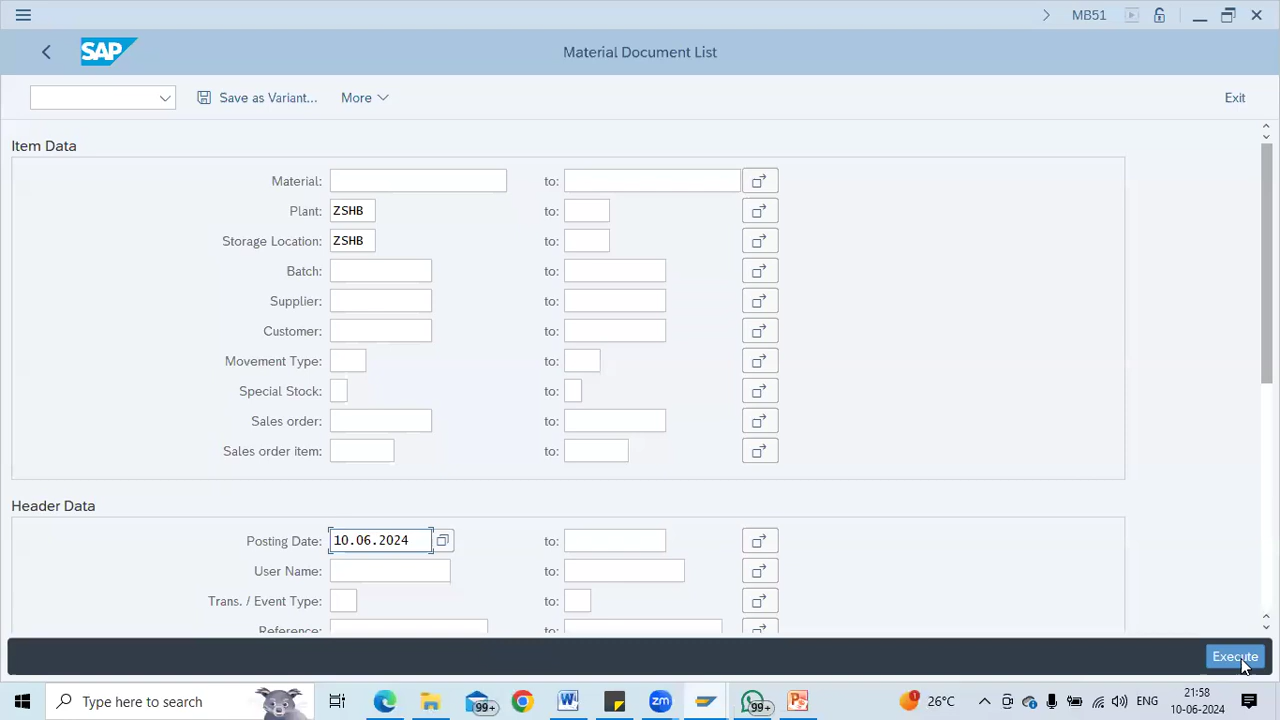 MB51
SAP
Material Document List
Save as Variant...
More
Exit
Item Data
Material:
to:
Plant: ZSHB
to:
Storage Location: ZSHB
to:
Batch:
to:
Supplier:
to:
Customer:
to:
Movement Type:
to:
Special Stock:
to:
Sales order:
to:
Sales order item:
to:
Header Data
Posting Date: 10.06.2024
to:
User Name:
to:
Trans. / Event Type:
to:
Reference:
to:
Execute
Type here to search
99+
99+
26°C
ENG
21:58
10-06-2024